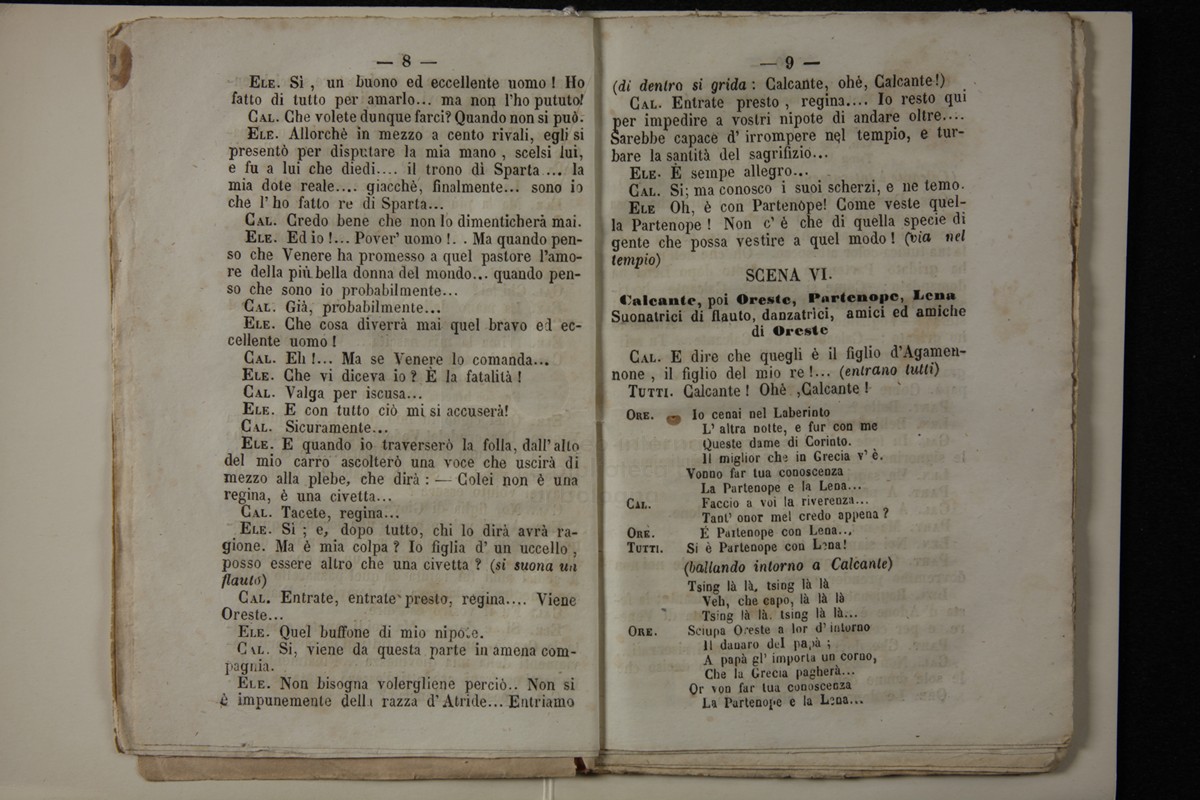 — 8 —
ELE. Si , un buono ed eccellente uomo ! Ho
fatto di tutto per amarlo... ma non l'ho pututo!
CAL. Che volete dunque farci? Quando non si può.
ELE. Allorchè in mezzo a cento rivali, egli si
presentò per disputare la mia mano , scelsi lui,
e fu a lui che diedi.... il trono di Sparta.... la
mia dote reale.... giacchè, finalmente... sono io
che l' ho fatto re di Sparta...
CAL. Credo bene che non lo dimenticherà mai.
ELE. Ed io !... Pover' uomo !. . Ma quando pen-
so che Venere ha promesso a quel pastore l'amo-
re della più bella donna del mondo... quando pen-
so che sono io probabilmente...
CAL. Già, probabilmente...
ELE. Che cosa diverrà mai quel bravo ed ec-
cellente uomo !
CAL. Eh !... Ma se Venere lo comanda...
ELE. Che vi diceva io ? È la fatalità !
CAL. Valga per iscusa...
ELE. E con tutto ciò mi si accuserà!
CAL. Sicuramente...
ELE. E quando io traverserò la folla, dall' alto
del mio carro ascolterò una voce che uscirà di
mezzo alla plebe, che dirà : — Colei non è una
regina, è una civetta...
CAL. Tacete, regina...
ELE. Si ; e, dopo tutto, chi lo dirà avrà ra-
gione. Ma è mia colpa ? Io figlia d' un uccello ,
posso essere altro che una civetta ? (si suona un
flauto)
CAL. Entrate, entrate presto, regina.... Viene
Oreste...
ELE. Quel buffone di mio nipote.
CAL. Si, viene da questa parte in amena com-
pagnia.
ELE. Non bisogna volergliene perciò.. Non si
è impunemente della razza d' Atride... Entriamo
— 9 —
(di dentro si grida : Calcante, ohè, Calcante!)
CAL. Entrate presto , regina.... Io resto qui
per impedire a vostri nipote di andare oltre....
Sarebbe capace d' irrompere nel tempio, e tur-
bare la santità del sagrifizio...
ELE. È sempe allegro...
CAL. Si; ma conosco i suoi scherzi, e ne temo.
ELE Oh, è con Partenope! Come veste quel-
la Partenope ! Non c' è che di quella specie di
gente che possa vestire a quel modo ! (via nel
tempio)
SCENA VI.
Calcante, poi Oreste, Partenope, Lena
Suonatrici di flauto, danzatrici, amici ed amiche
di Oreste
CAL. E dire che quegli è il figlio d'Agamen-
none , il figlio del mio re !... (entrano tutti)
TUTTI. Calcante ! Ohè ,Calcante !
ORE. Io cenai nel Laberinto
L' altra notte, e fur con me
Queste dame di Corinto.
Il miglior che in Grecia v' è.
Vonno far tua conoscenza
La Partenope e la Lena...
CAL. Faccio a voi la riverenza...
Tant' onor mel credo appena ?
ORE. É Partenope con Lena...
TUTTI. Si è Partenope con Lena!
(ballando intorno a Calcante)
Tsing là là, tsing là là
Veh, che capo, là là là
Tsing là là. tsing là là...
ORE. Sciupa Oreste a lor d' intorno
Il danaro del papà ;
A papà gl' importa un corno,
Che la Grecia pagherà...
Or von far tua conoscenza
La Partenope e la Lena...